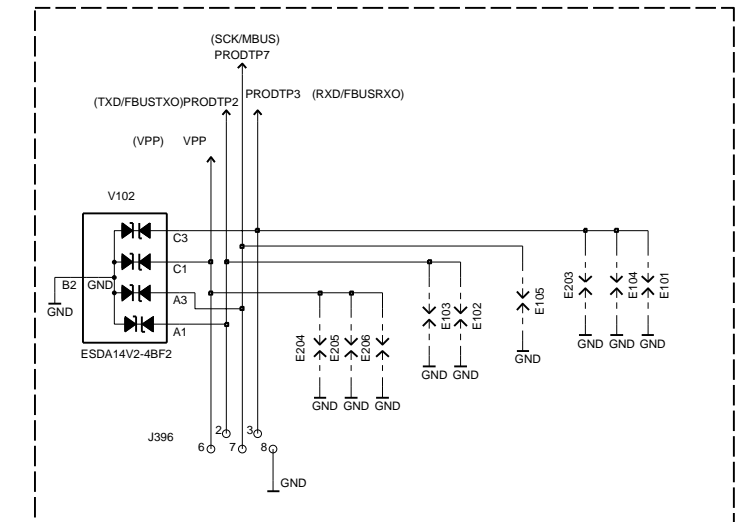 (SCK/MBUS)
PRODTP7
(TXD/FBUSTXO)PRODTP2
PRODTP3 (RXD/FBUSRXO)
(VPP) VPP
V102
C3
C1
B2 GND
A3
GND
A1
ESDA14V2-4BF2
E204
E205
E206
E103
E102
E105
E203
E104
E101
GND GND GND
GND
GND GND
GND GND GND
J396
2
3
6
7
8
GND